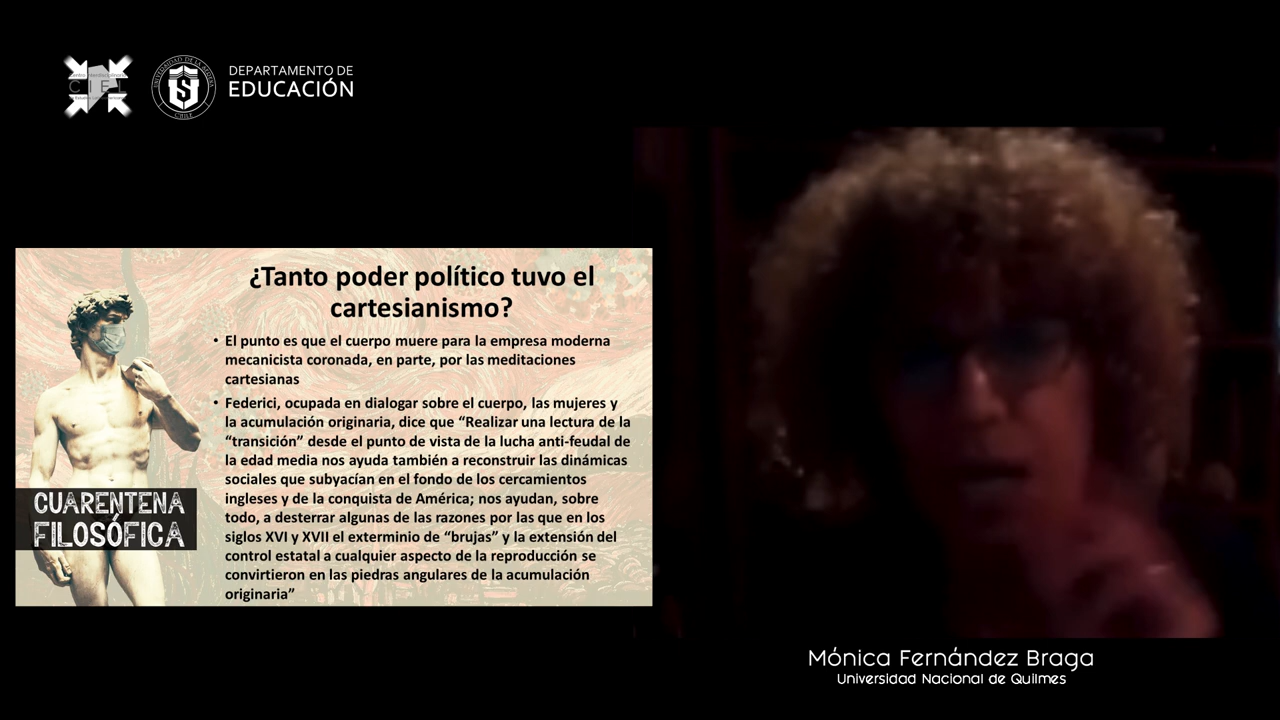 CIEL
DEPARTAMENTO DE
EDUCACIÓN
¿Tanto poder político tuvo el
cartesianismo?
• El punto es que el cuerpo muere para la empresa moderna
mecanicista coronada, en parte, por las meditaciones
cartesianas
• Federici, ocupada en dialogar sobre el cuerpo, las mujeres y
la acumulación originaria, dice que “Realizar una lectura de la
“transición” desde el punto de vista de la lucha anti-feudal de
la edad media nos ayuda también a reconstruir las dinámicas
sociales que subyacían en el fondo de los cercamientos
ingleses y de la conquista de América; nos ayudan, sobre
todo, a desterrar algunas de las razones por las que en los
siglos XVI y XVII el exterminio de “brujas” y la extensión del
control estatal a cualquier aspecto de la reproducción se
convirtieron en las piedras angulares de la acumulación
originaria”
CUARENTENA
FILOSÓFICA
Mónica Fernández Braga
Universidad Nacional de Quilmes